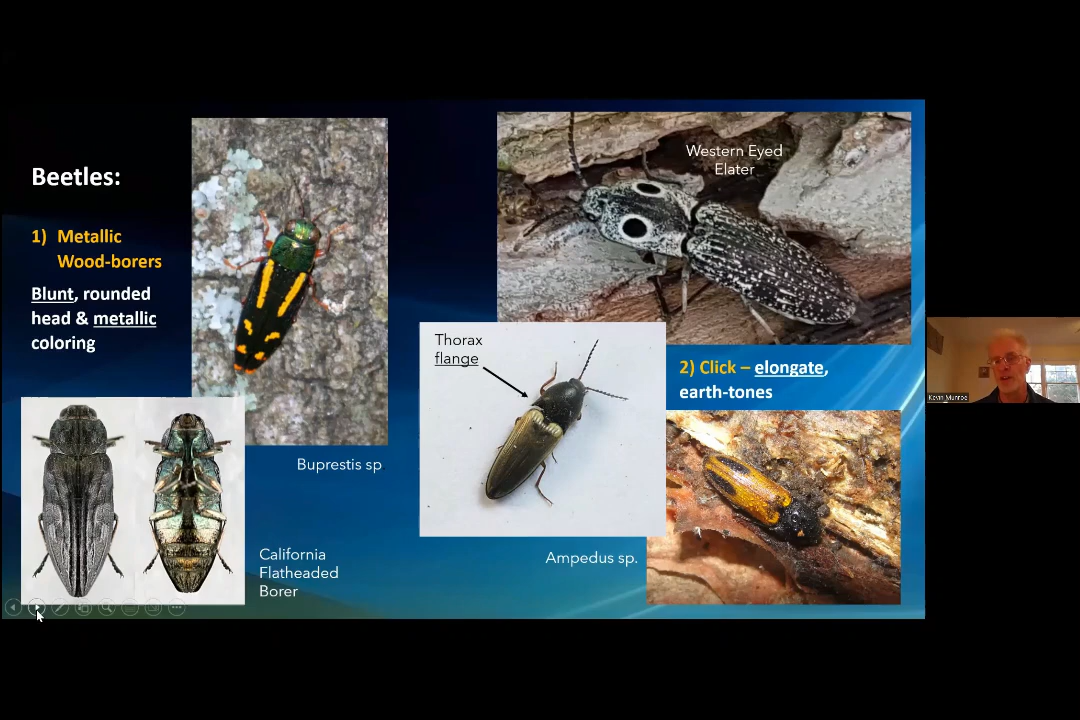 Beetles:
1) Metallic
Wood-borers
Blunt, rounded
head & metallic
coloring
Buprestis sp
California
Flatheaded
Borer
Western Eyed
Elater
Thorax
flange
2) Click – elongate,
earth-tones
Ampedus sp.
Kevin Munroe